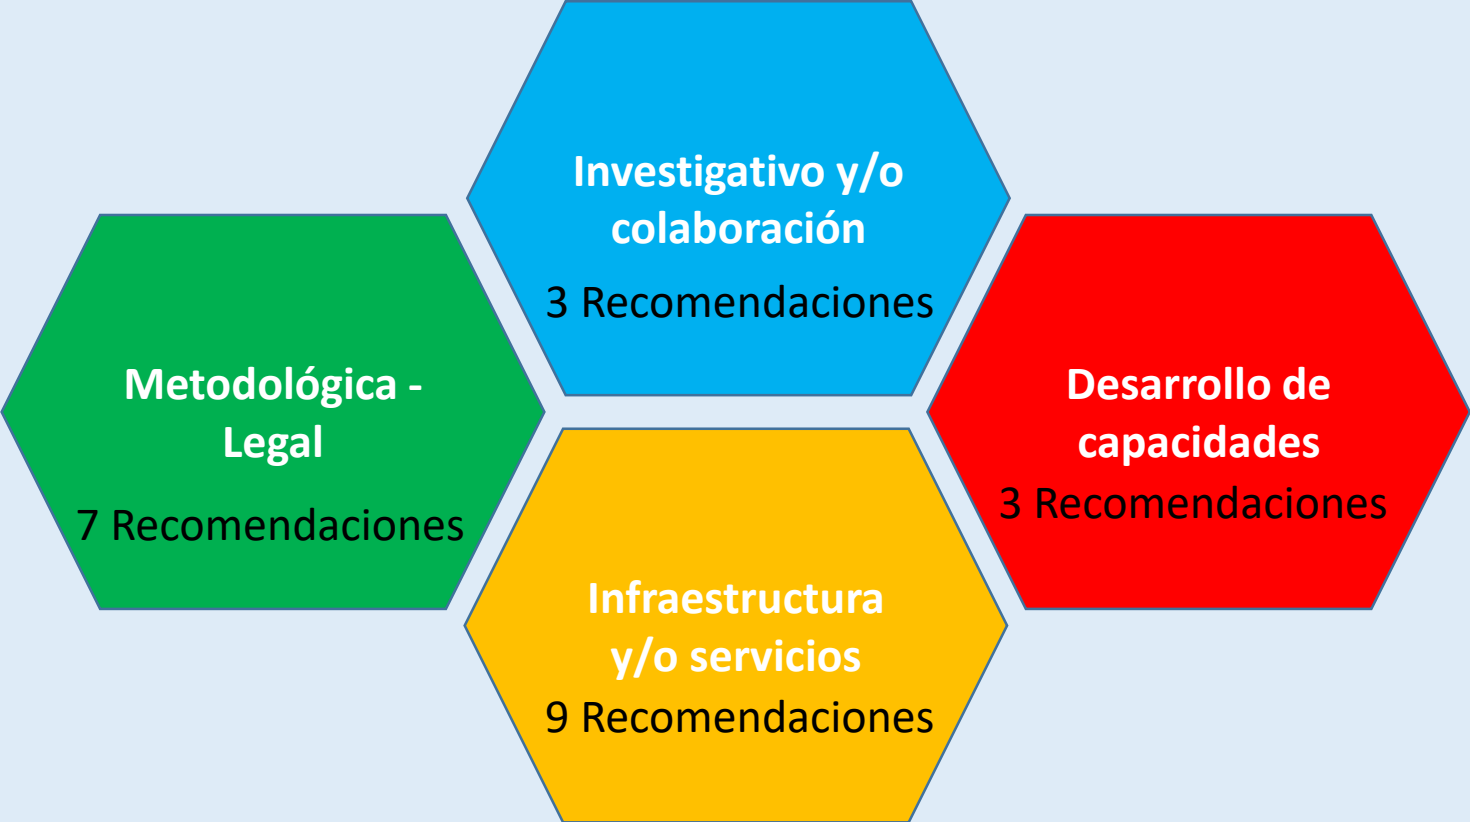 Investigativo y/o
colaboración
3 Recomendaciones
Metodológica -
Legal
7 Recomendaciones
Desarrollo de
capacidades
3 Recomendaciones
Infraestructura
y/o servicios
9 Recomendaciones